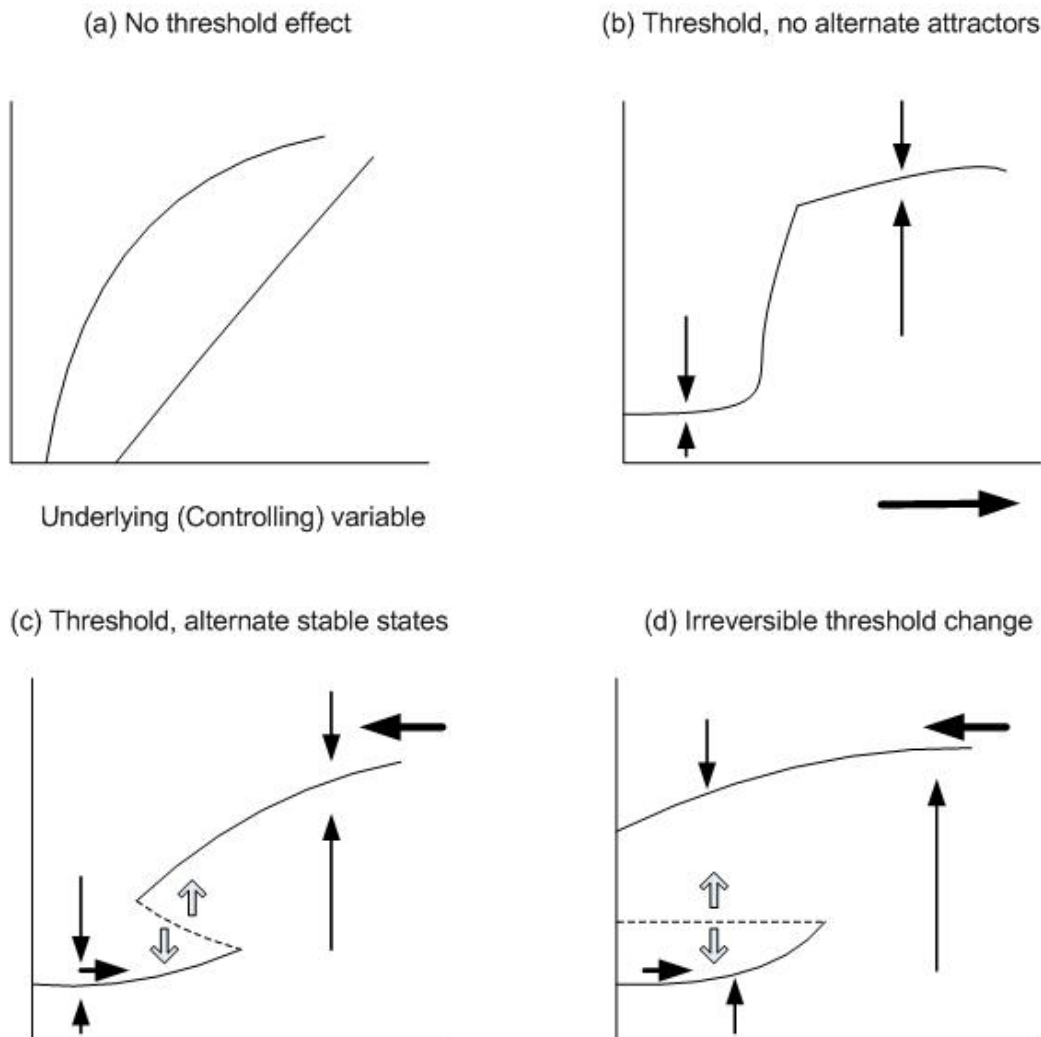 (a) No threshold effect
(b) Threshold, no alternate attractors
Underlying (Controlling) variable
(c) Threshold, alternate stable states
(d) Irreversible threshold change